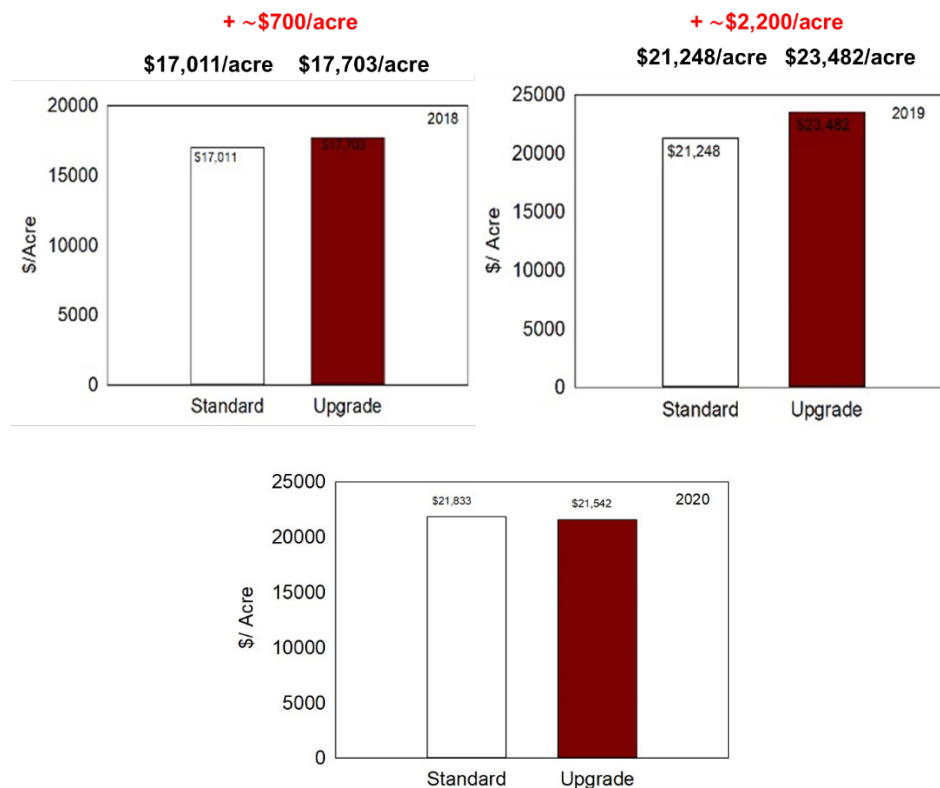 + ~$700/acre
$17,011/acre $17,703/acre
20000
2018
$17,011
$17,703
15000
10000
5000
0
$/Acre
Standard Upgrade
+ ~$2,200/acre
$21,248/acre $23,482/acre
25000
2019
$23,482
$21,248
20000
15000
10000
5000
0
$/ Acre
Standard Upgrade
25000
2020
$21,833 $21,542
20000
15000
10000
5000
0
$/ Acre
Standard Upgrade